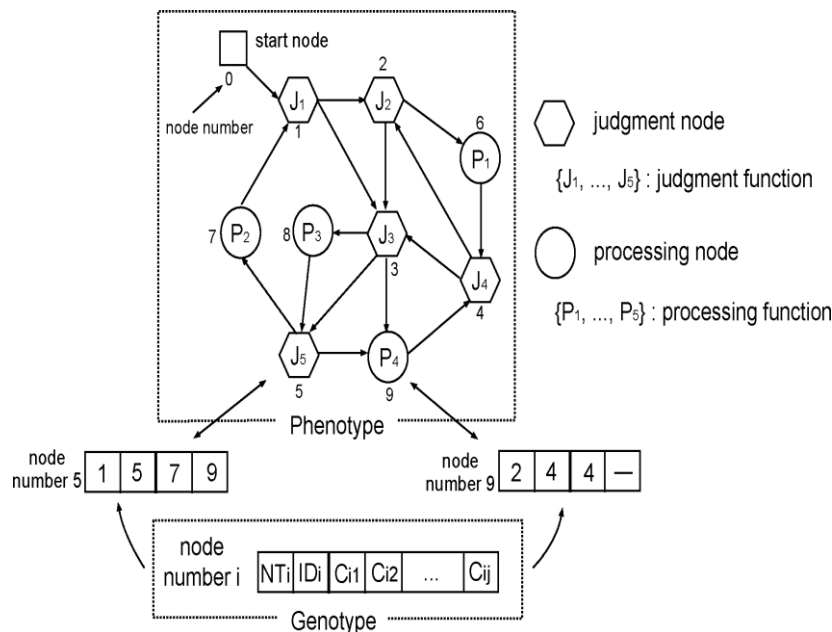 start node
0
node number
J1
1
2
J2
6
P1
judgment node
{J1, ..., J5} : judgment function
7
P2
8
P3
J3
3
J4
4
processing node
{P1, ..., P5} : processing function
J5
5
P4
9
Phenotype
node
number 5
1 5 7 9
node
number 9
2 4 4 —
node
number i
NTi IDi Ci1 Ci2 ... Cij
Genotype